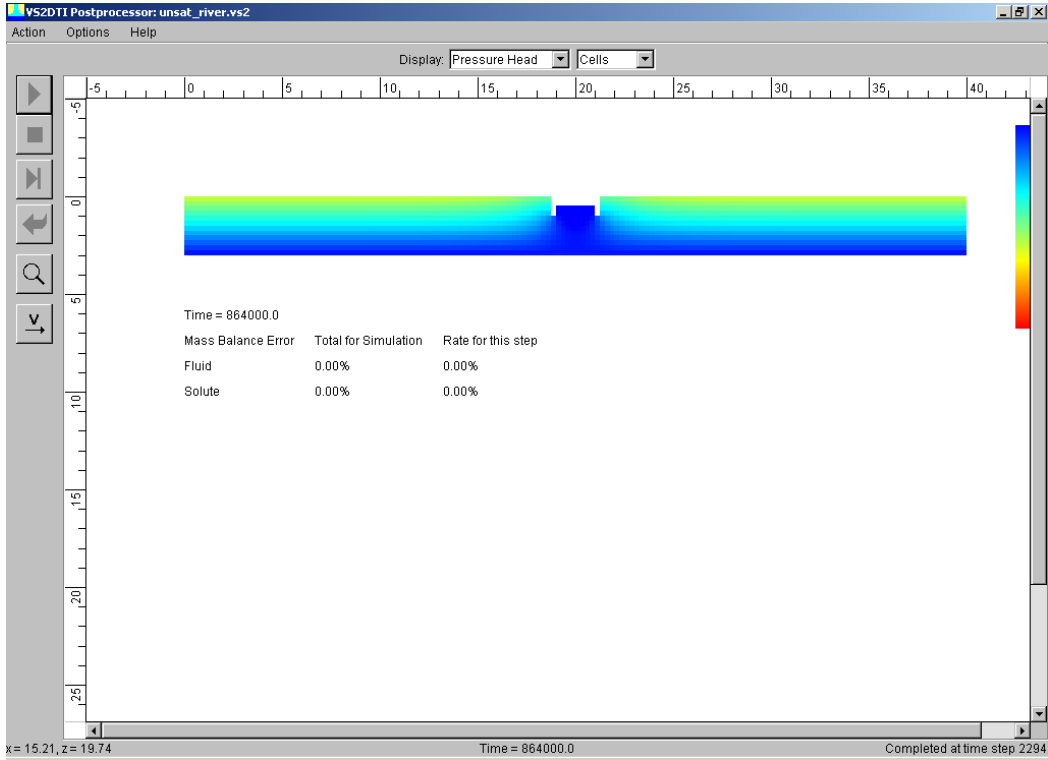 VS2DTI Postprocessor: unsat_river.vs2
Action Options Help
Display: Pressure Head Cells
-5 0 5 10 15 20 25 30 35 40
-5
0
5
10
15
20
25
Time = 864000.0
Mass Balance Error Total for Simulation Rate for this step
Fluid 0.00% 0.00%
Solute 0.00% 0.00%
V
x = 15.21, z = 19.74 Time = 864000.0 Completed at time step 2294